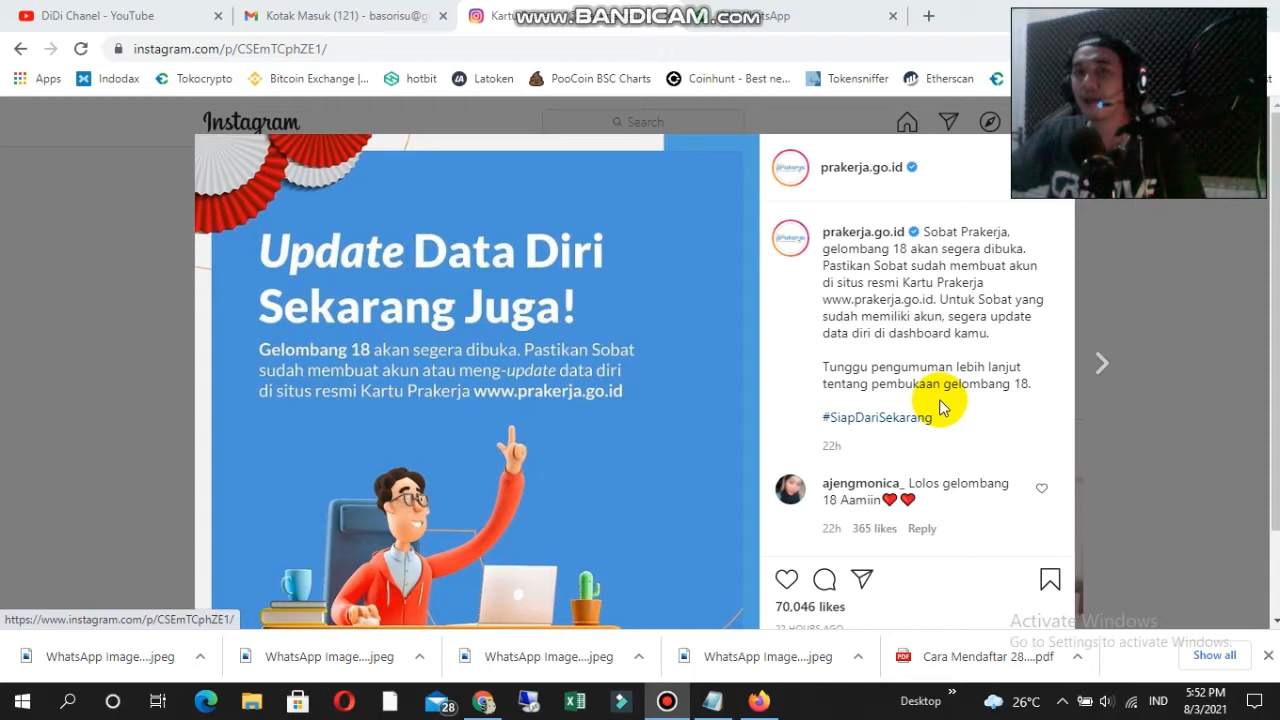 DiDi Chanel - YouTube
Kotak Masuk (121) - basorisu@g
Kartu
www.BANDICAM.com
WhatsApp
instagram.com/p/CSEmTCphZE1/
Apps
Indodax
Tokocrypto
Bitcoin Exchange |...
hotbit
Latoken
PooCoin BSC Charts
Coinhunt - Best ne...
Tokensniffer
Etherscan
Instagram
Search
Update Data Diri
Sekarang Juga!
Gelombang 18 akan segera dibuka. Pastikan Sobat
sudah membuat akun atau meng-update data diri
di situs resmi Kartu Prakerja www.prakerja.go.id
prakerja.go.id
prakerja.go.id Sobat Prakerja,
gelombang 18 akan segera dibuka.
Pastikan Sobat sudah membuat akun
di situs resmi Kartu Prakerja
www.prakerja.go.id. Untuk Sobat yang
sudah memiliki akun, segera update
data diri di dashboard kamu.
Tunggu pengumuman lebih lanjut
tentang pembukaan gelombang 18.
#SiapDariSekarang
22h
ajengmonica_ Lolos gelombang
18 Aamiin❤️❤️
22h 365 likes Reply
70,046 likes
22 HOURS AGO
Activate Windows
Go to Settings to activate Windows.
https://www.instagram.com/p/CSEmTCphZE1/
WhatsApp Image....jpeg
WhatsApp Image....jpeg
WhatsApp Image....jpeg
WhatsApp Image....jpeg
Cara Mendaftar 28....pdf
Show all
28
Desktop
26°C
IND
5:52 PM
8/3/2021